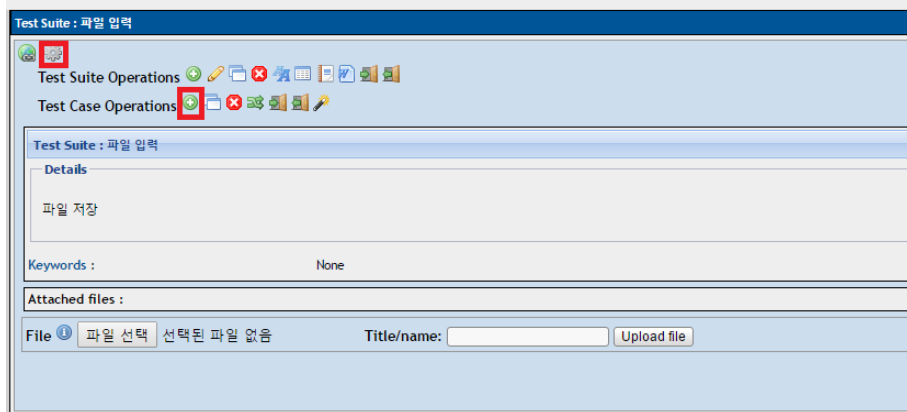 Test Suite : 파일 입력
Test Suite Operations
Test Case Operations
Test Suite : 파일 입력
Details
파일 저장
Keywords : None
Attached files :
File 파일 선택 선택된 파일 없음 Title/name: Upload file